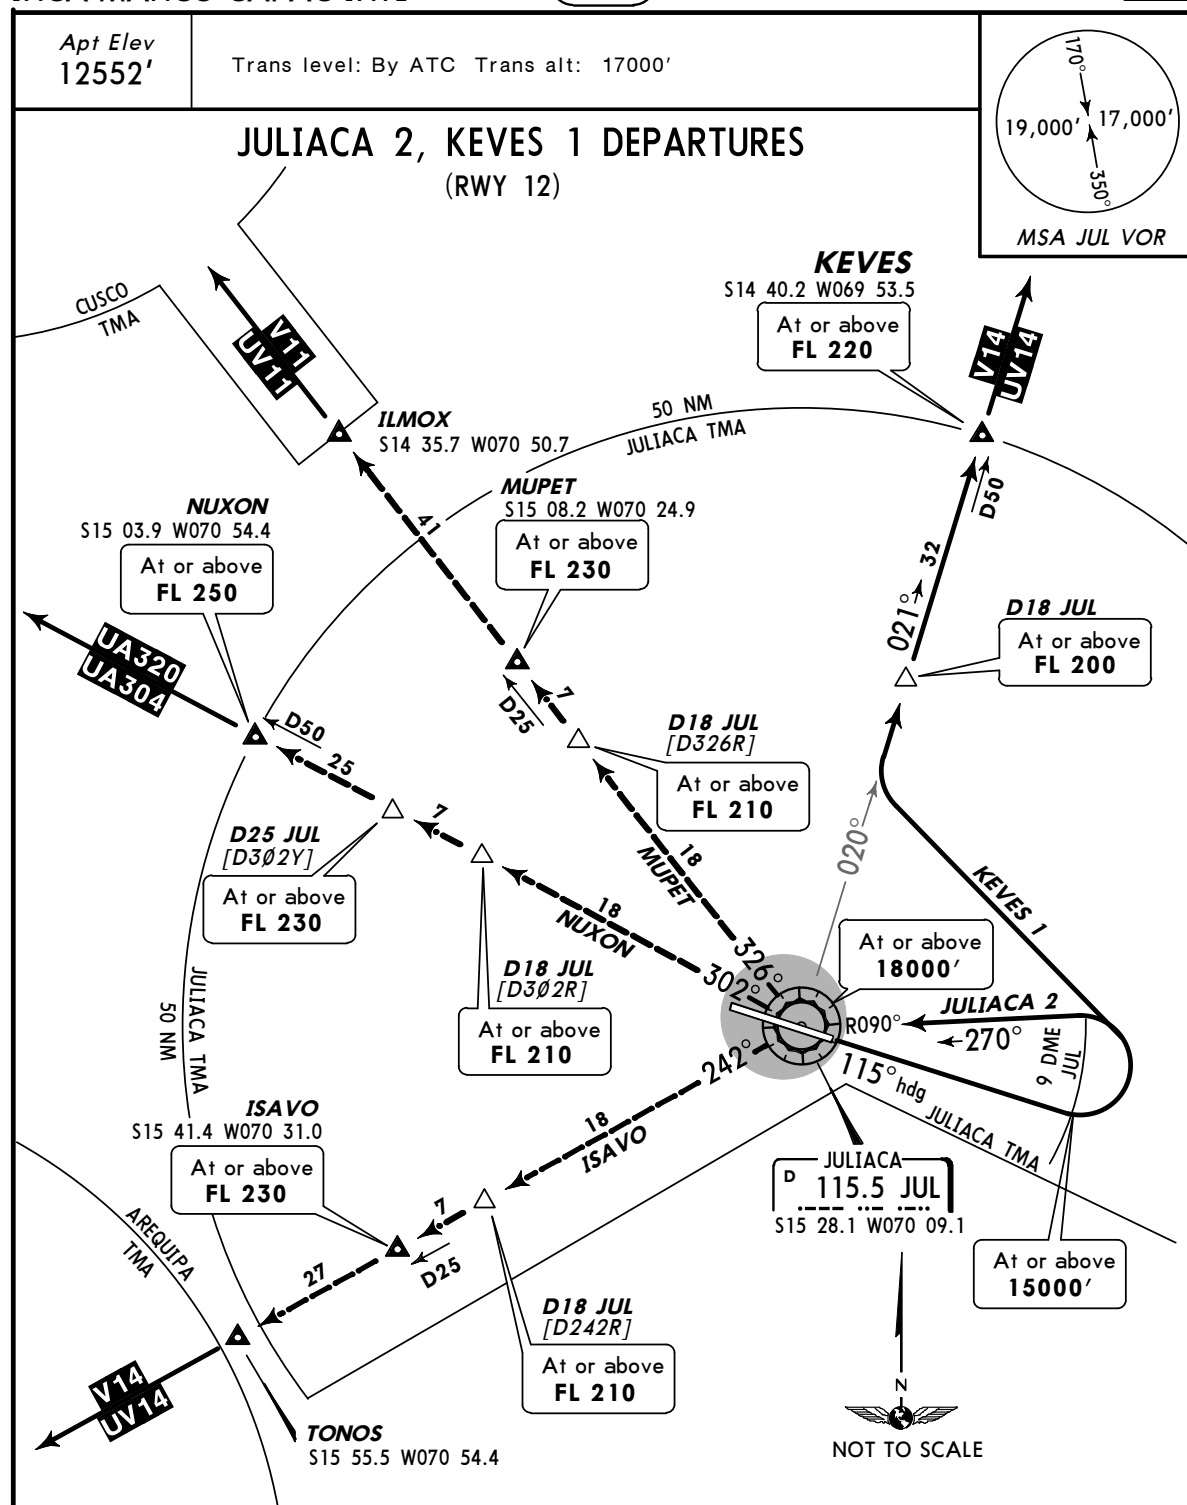 Apt Elev
12552'
Trans level: By ATC Trans alt: 17000'
170°
19,000'
17,000'
350°
MSA JUL VOR
JULIACA 2, KEVES 1 DEPARTURES
(RWY 12)
KEVES
S14 40.2 W069 53.5
At or above
FL 220
V14
UV14
CUSCO
TMA
V11
UV11
ILMOX
S14 35.7 W070 50.7
50 NM
JULIACA TMA
D50
MUPET
S15 08.2 W070 24.9
At or above
FL 230
41
NUXON
S15 03.9 W070 54.4
At or above
FL 250
021°
32
D18 JUL
At or above
FL 200
UA320
UA304
D50
25
7
D25
D18 JUL
[D326R]
At or above
FL 210
7
D25 JUL
[D3Ø2Y]
At or above
FL 230
18
MUPET
020°
KEVES 1
18
NUXON
326°
302°
At or above
18000'
D18 JUL
[D3Ø2R]
At or above
FL 210
JULIACA TMA
50 NM
JULIACA 2
R090°
270°
9 DME
JUL
242°
115° hdg
JULIACA TMA
ISAVO
S15 41.4 W070 31.0
At or above
FL 230
18
ISAVO
JULIACA
D 115.5 JUL
S15 28.1 W070 09.1
At or above
15000'
7
D25
AREQUIPA
TMA
27
D18 JUL
[D242R]
At or above
FL 210
V14
UV14
TONOS
S15 55.5 W070 54.4
N
NOT TO SCALE